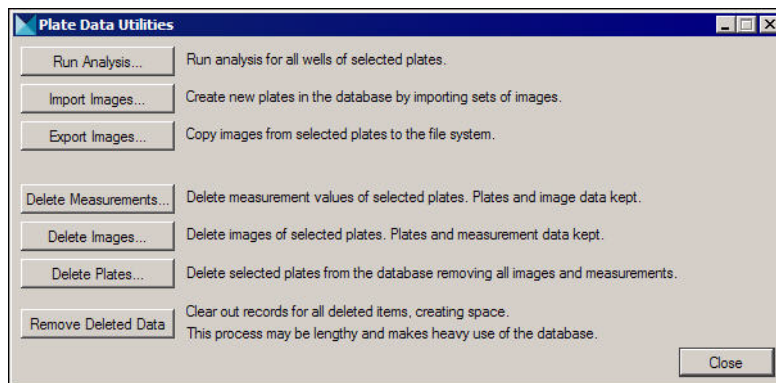 Plate Data Utilities
Run Analysis... Run analysis for all wells of selected plates.
Import Images... Create new plates in the database by importing sets of images.
Export Images... Copy images from selected plates to the file system.
Delete Measurements... Delete measurement values of selected plates. Plates and image data kept.
Delete Images... Delete images of selected plates. Plates and measurement data kept.
Delete Plates... Delete selected plates from the database removing all images and measurements.
Remove Deleted Data Clear out records for all deleted items, creating space.
This process may be lengthy and makes heavy use of the database.
Close